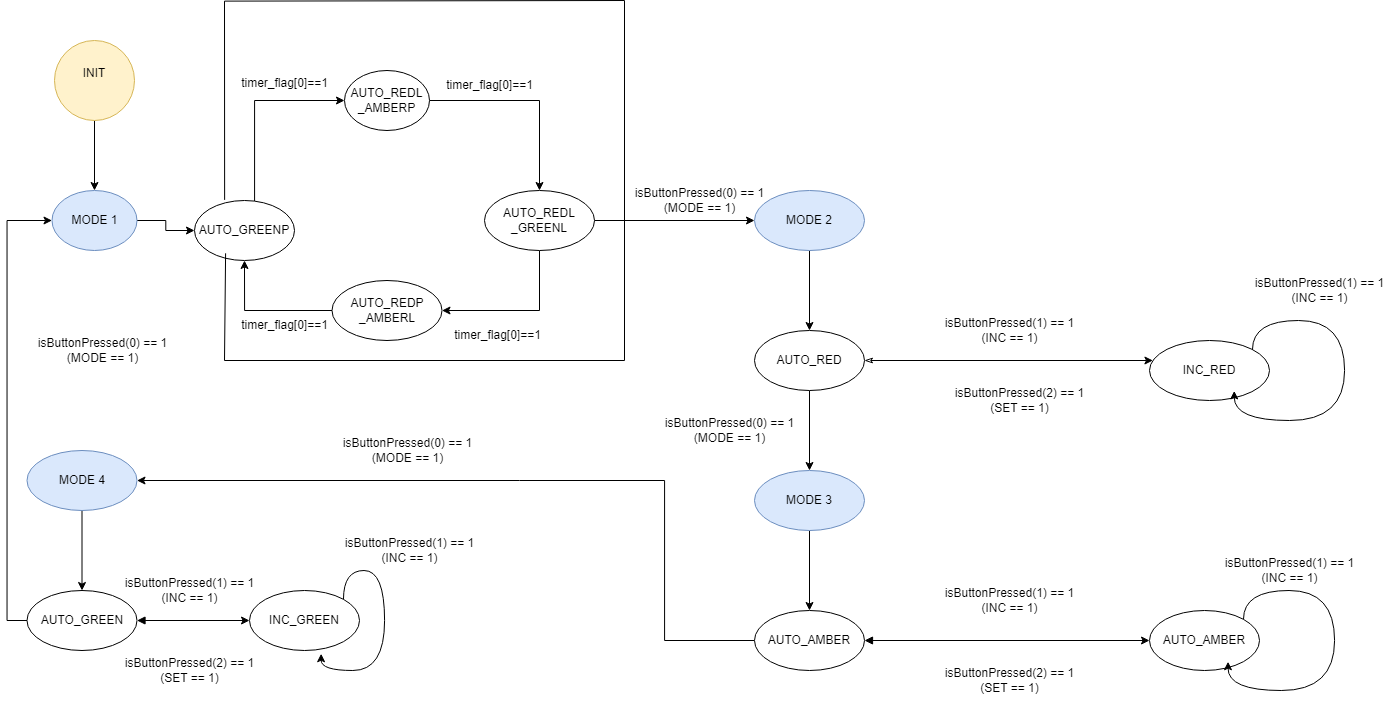 INIT
timer_flag[0]==1
AUTO_REDL
_AMBERP
timer_flag[0]==1
MODE 1
AUTO_GREENP
AUTO_REDL
_GREENL
isButtonPressed(0) == 1
(MODE == 1)
MODE 2
AUTO_REDP
_AMBERL
timer_flag[0]==1
timer_flag[0]==1
isButtonPressed(0) == 1
(MODE == 1)
AUTO_RED
isButtonPressed(1) == 1
(INC == 1)
isButtonPressed(2) == 1
(SET == 1)
INC_RED
isButtonPressed(1) == 1
(INC == 1)
isButtonPressed(0) == 1
(MODE == 1)
isButtonPressed(0) == 1
(MODE == 1)
MODE 4
MODE 3
isButtonPressed(1) == 1
(INC == 1)
AUTO_GREEN
isButtonPressed(1) == 1
(INC == 1)
isButtonPressed(2) == 1
(SET == 1)
INC_GREEN
AUTO_AMBER
isButtonPressed(1) == 1
(INC == 1)
isButtonPressed(2) == 1
(SET == 1)
AUTO_AMBER
isButtonPressed(1) == 1
(INC == 1)